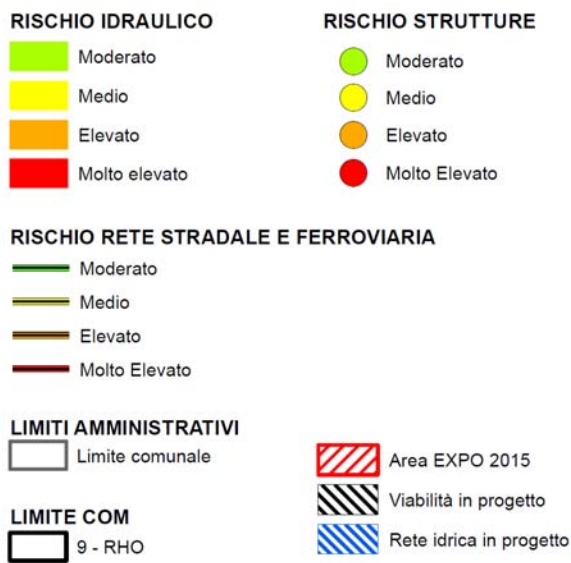 RISCHIO IDRAULICO
Moderato
Medio
Elevato
Molto elevato
RISCHIO STRUTTURE
Moderato
Medio
Elevato
Molto Elevato
RISCHIO RETE STRADALE E FERROVIARIA
Moderato
Medio
Elevato
Molto Elevato
LIMITI AMMINISTRATIVI
Limite comunale
LIMITE COM
9 - RHO
Area EXPO 2015
Viabilità in progetto
Rete idrica in progetto